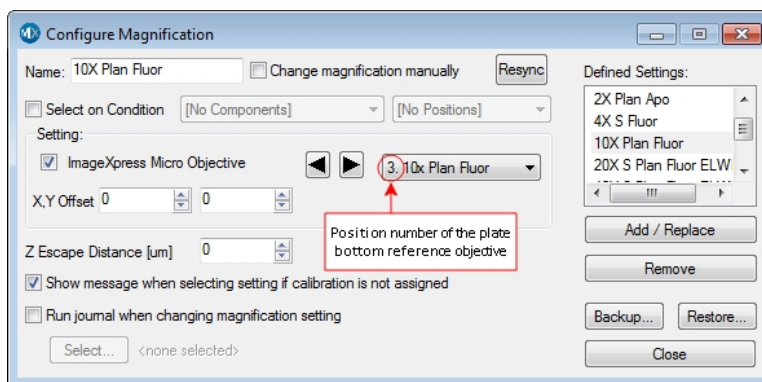 MX Configure Magnification
Name: 10X Plan Fluor Change magnification manually Resync
Defined Settings:
Select on Condition [No Components] [No Positions]
Setting:
ImageXpress Micro Objective 3. 10x Plan Fluor
X,Y Offset 0 0
Position number of the plate
bottom reference objective
Z Escape Distance [um] 0
Show message when selecting setting if calibration is not assigned
Run journal when changing magnification setting
Select... <none selected>
2X Plan Apo
4X S Fluor
10X Plan Fluor
20X S Plan Fluor ELW
Add / Replace
Remove
Backup... Restore...
Close